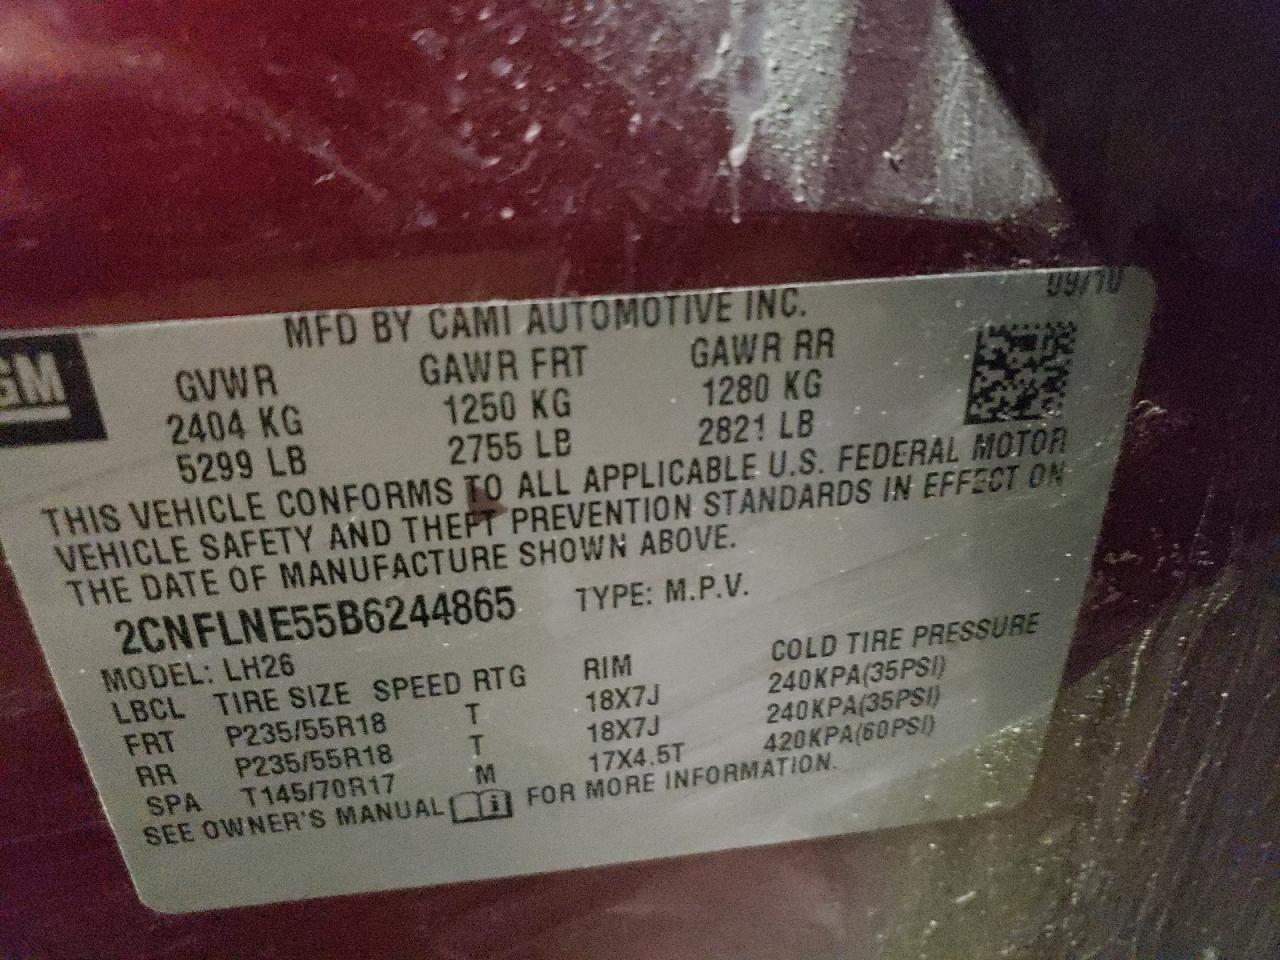 09/10
MFD BY CAMI AUTOMOTIVE INC.
GM
GVWR GAWR FRT GAWR RR
2404 KG 1250 KG 1280 KG
5299 LB 2755 LB 2821 LB
THIS VEHICLE CONFORMS TO ALL APPLICABLE U.S. FEDERAL MOTOR
VEHICLE SAFETY AND THEFT PREVENTION STANDARDS IN EFFECT ON
THE DATE OF MANUFACTURE SHOWN ABOVE.
2CNFLNE55B6244865 TYPE: M.P.V.
MODEL: LH26
LBCL TIRE SIZE SPEED RTG RIM COLD TIRE PRESSURE
FRT P235/55R18 T 18X7J 240KPA(35PSI)
RR P235/55R18 T 18X7J 240KPA(35PSI)
SPA T145/70R17 M 17X4.5T 420KPA(60PSI)
SEE OWNER'S MANUAL FOR MORE INFORMATION.